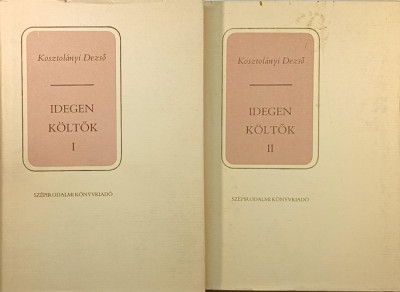 Kosztolányi Dezső
IDEGEN
KÖLTŐK
I
SZÉPIRODALMI KÖNYVKIADÓ
Kosztolányi Dezső
IDEGEN
KÖLTŐK
II
SZÉPIRODALMI KÖNYVKIADÓ